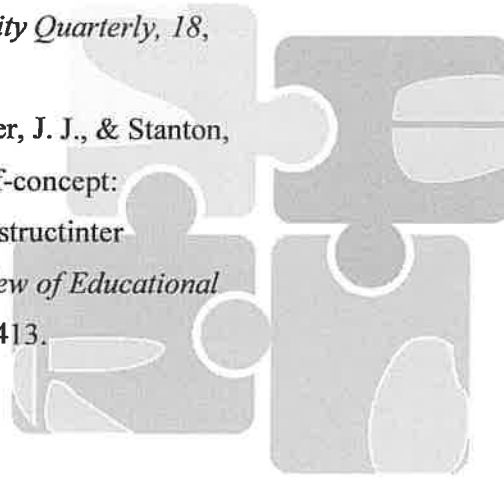 ity Quarterly, 18,
er, J. J., & Stanton,
f-concept:
structinter
ew of Educational
413.